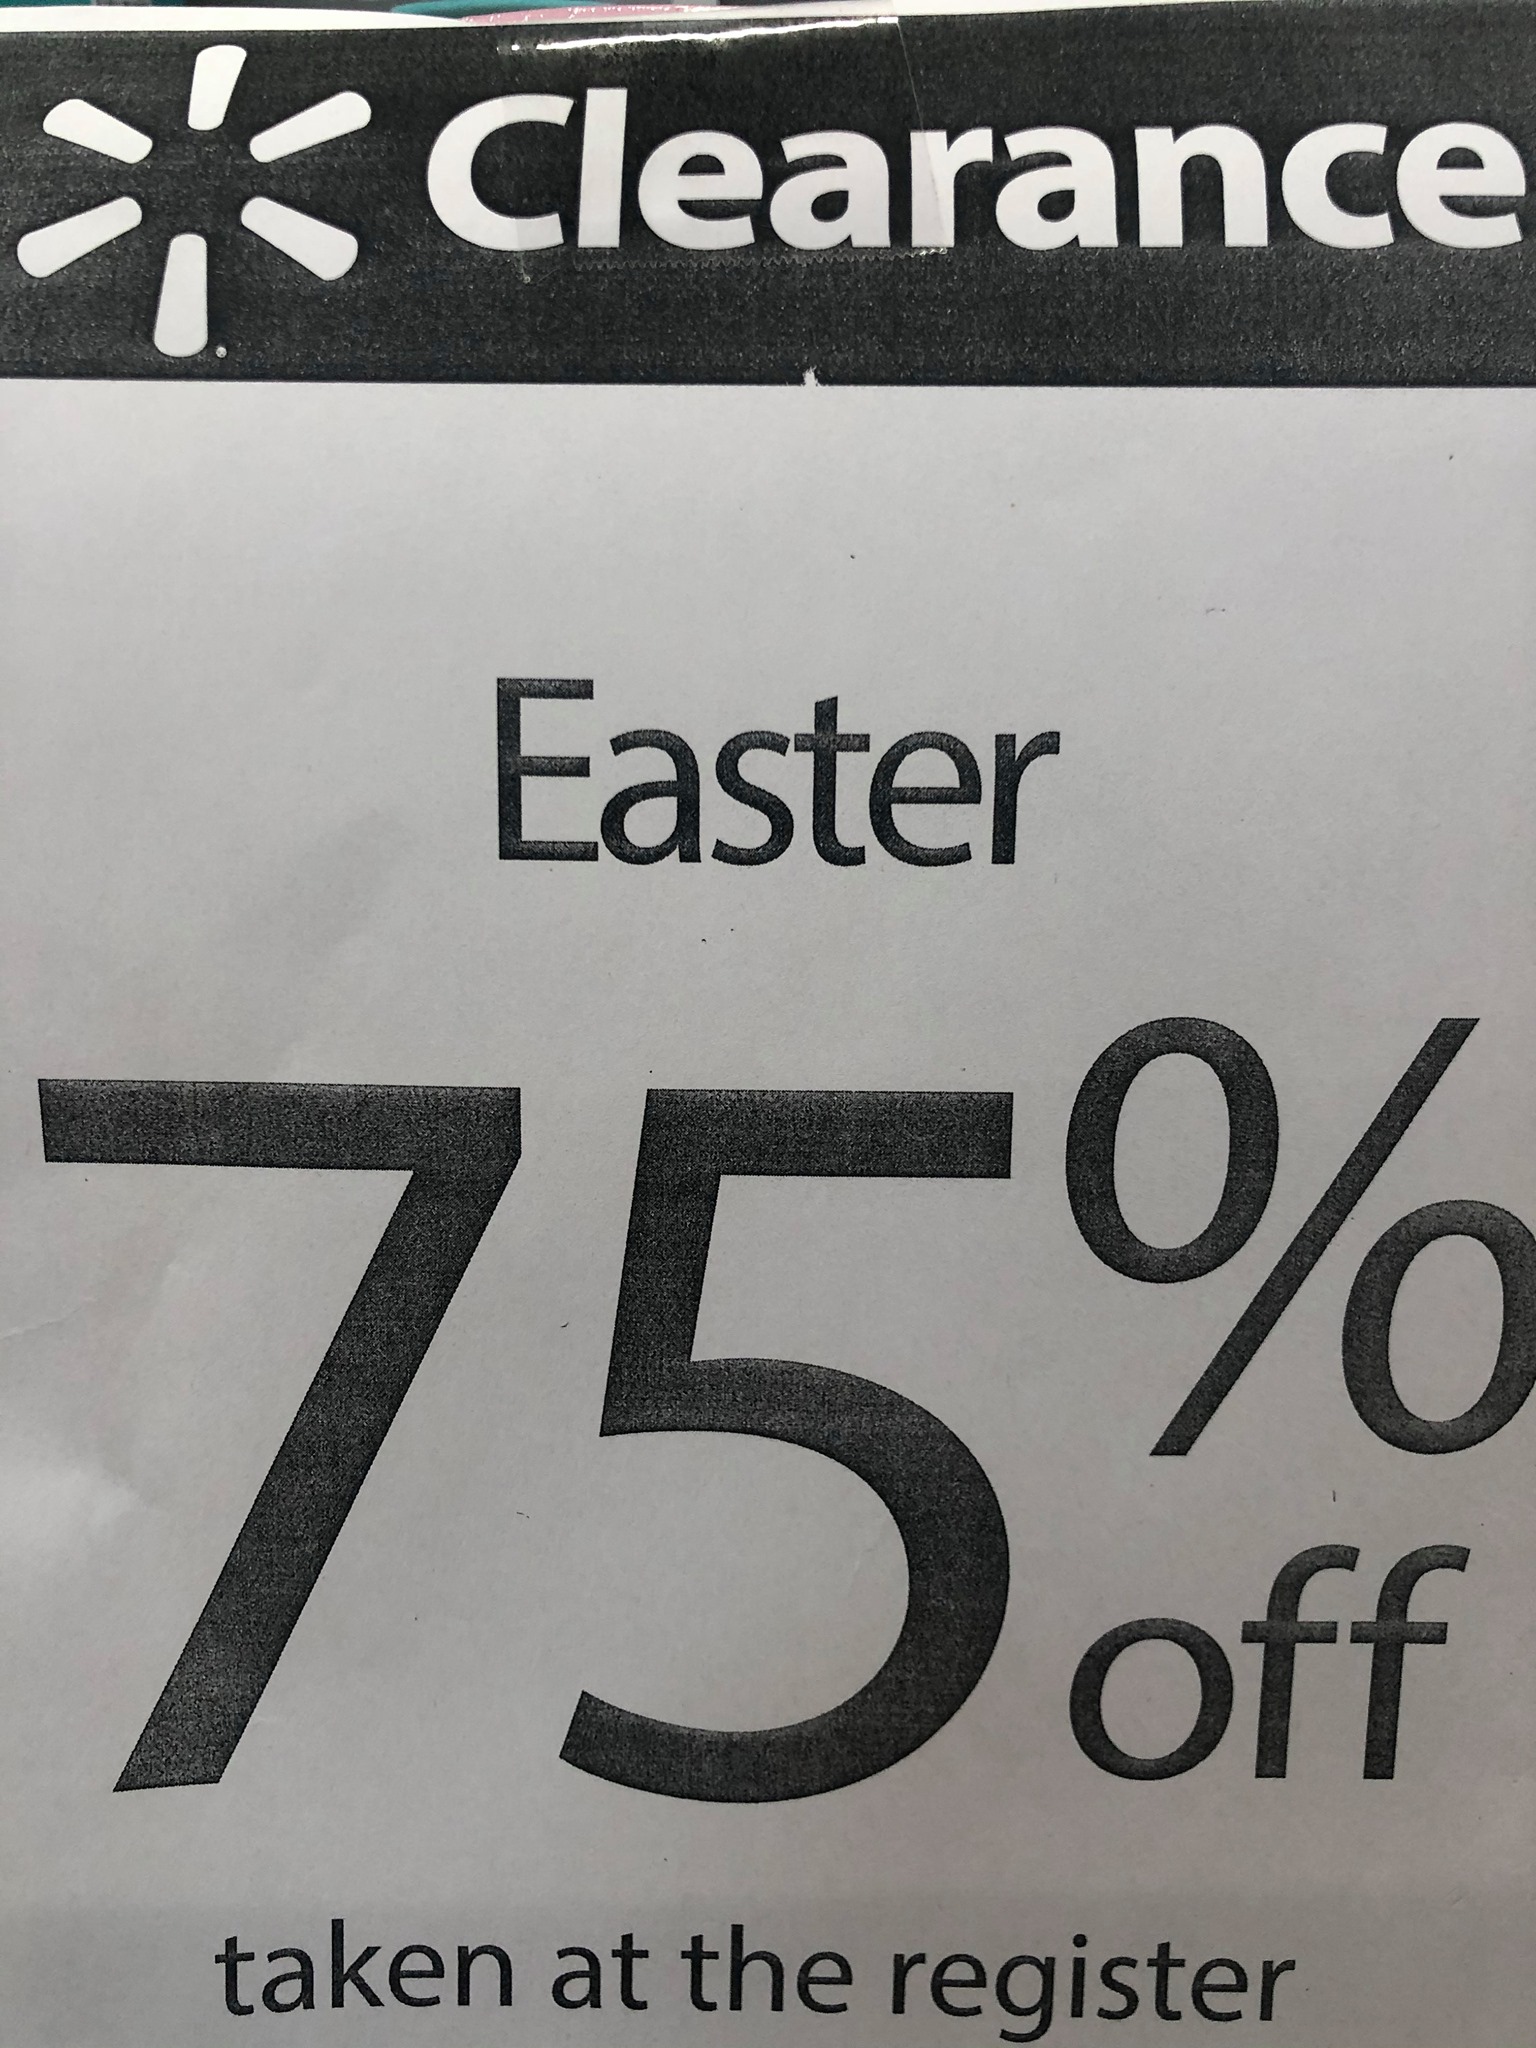 Clearance
Easter
75%
off
taken at the register